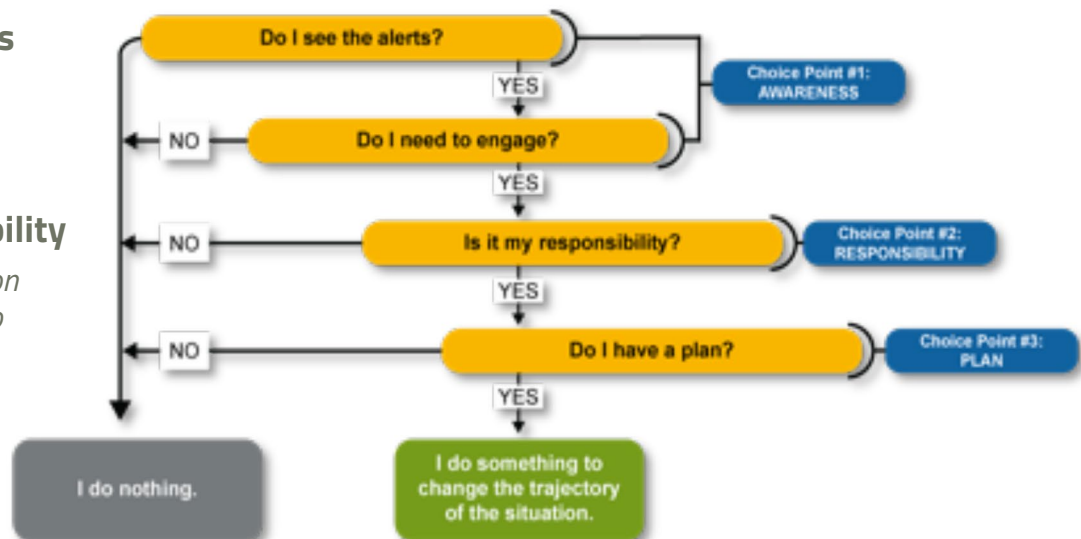 s
Do I see the alerts?
YES
Choice Point #1:
AWARENESS
NO
Do I need to engage?
YES
bility
on
NO
Is it my responsibility?
Choice Point #2:
RESPONSIBILITY
YES
NO
Do I have a plan?
Choice Point #3:
PLAN
YES
I do nothing.
I do something to
change the trajectory
of the situation.